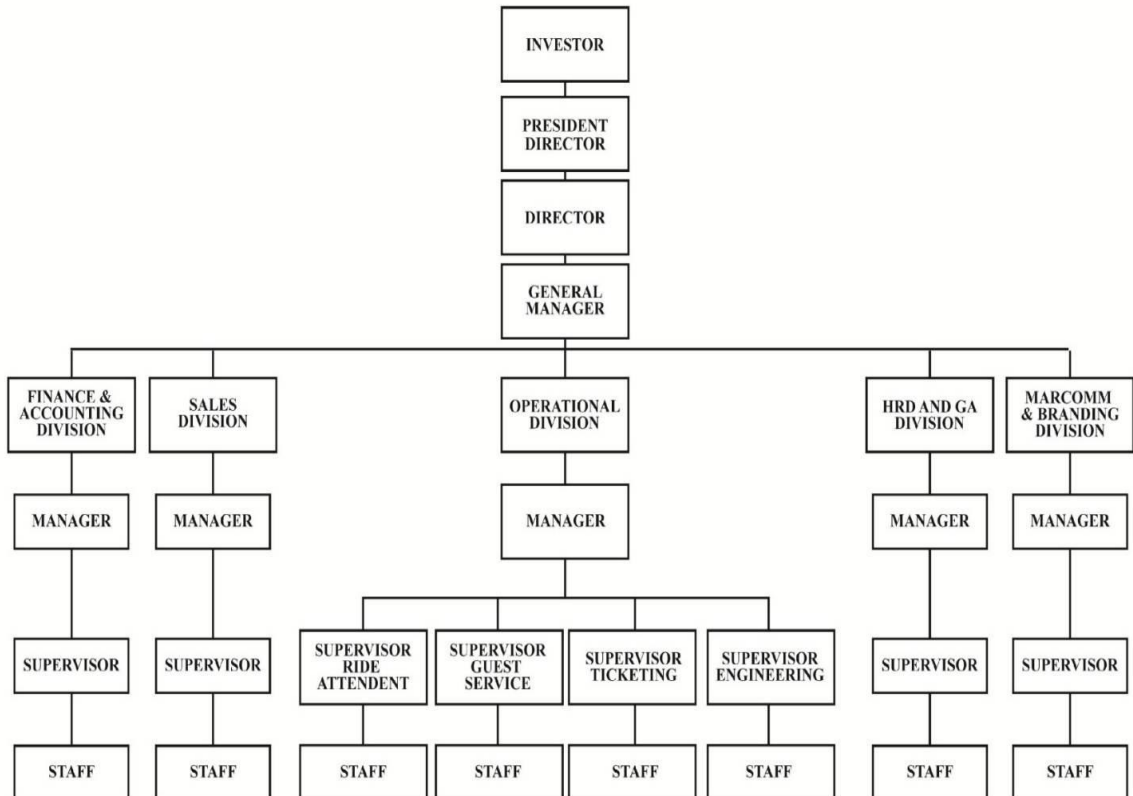 INVESTOR
PRESIDENT
DIRECTOR
DIRECTOR
GENERAL
MANAGER
FINANCE &
ACCOUNTING
DIVISION
SALES
DIVISION
OPERATIONAL
DIVISION
HRD AND GA
DIVISION
MARCOMM
& BRANDING
DIVISION
MANAGER
MANAGER
MANAGER
MANAGER
MANAGER
SUPERVISOR
SUPERVISOR
SUPERVISOR
RIDE
ATTENDENT
SUPERVISOR
GUEST
SERVICE
SUPERVISOR
TICKETING
SUPERVISOR
ENGINEERING
SUPERVISOR
SUPERVISOR
STAFF
STAFF
STAFF
STAFF
STAFF
STAFF
STAFF
STAFF